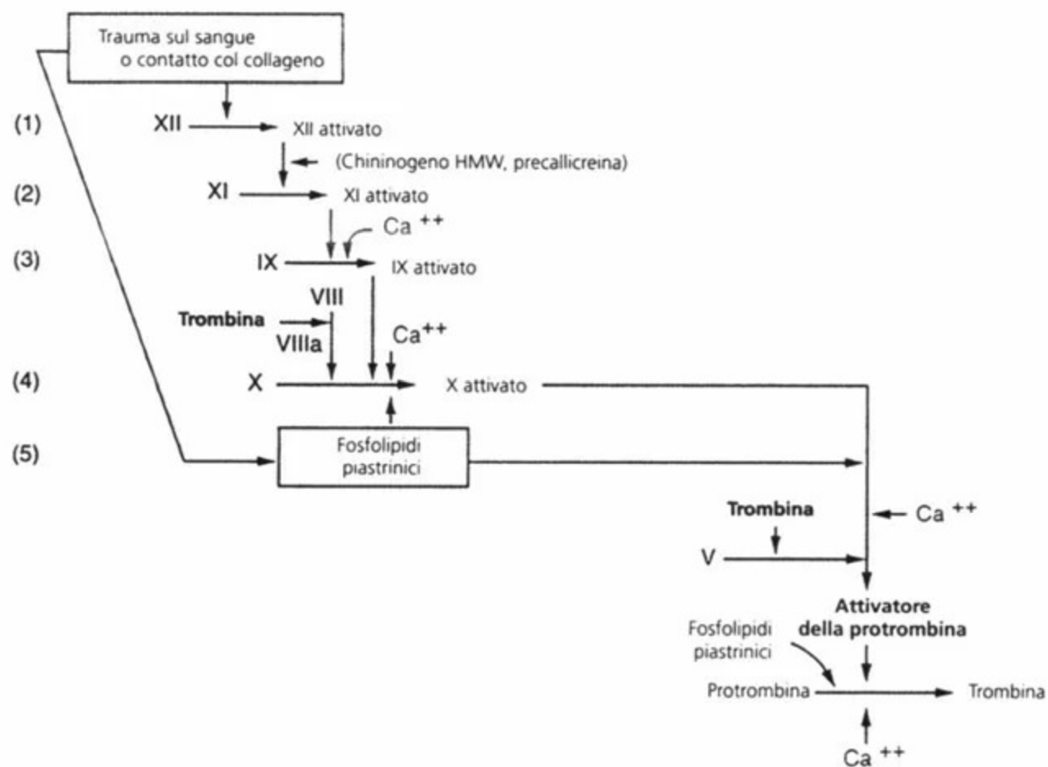 Trauma sul sangue
o contatto col collageno
(1)
XII
XII attivato
(Chininogeno HMW, precallicreina)
(2)
XI
XI attivato
Ca ++
(3)
IX
IX attivato
VIII
Trombina
VIIIa
Ca++
(4)
X
X attivato
(5)
Fosfolipidi
piastrinici
Trombina
Ca ++
V
Attivatore
della protrombina
Fosfolipidi
piastrinici
Protrombina
Trombina
Ca ++